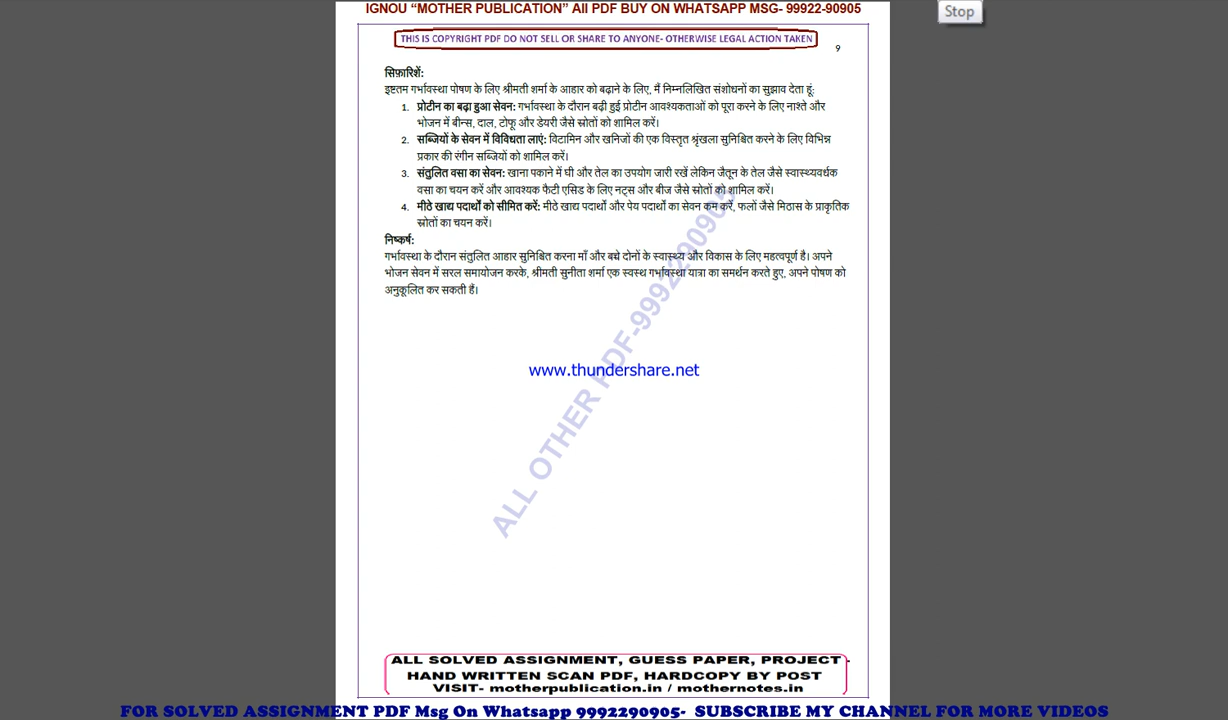 IGNOU “MOTHER PUBLICATION” All PDF BUY ON WHATSAPP MSG- 99922-90905
Stop
THIS IS COPYRIGHT PDF DO NOT SELL OR SHARE TO ANYONE- OTHERWISE LEGAL ACTION TAKEN
9
सिफ़ारिशें:
इष्टतम गर्भावस्था पोषण के लिए श्रीमती शर्मा के आहार को बढ़ाने के लिए, मैं निम्नलिखित संशोधनों का सुझाव देता हूं:
1. प्रोटीन का बढ़ा हुआ सेवन: गर्भावस्था के दौरान बढ़ी हुई प्रोटीन आवश्यकताओं को पूरा करने के लिए नाश्ते और
भोजन में बीन्स, दाल, टोफू और डेयरी जैसे स्रोतों को शामिल करें।
2. सब्जियों के सेवन में विविधता लाएं: विटामिन और खनिजों की एक विस्तृत श्रृंखला सुनिश्चित करने के लिए विभिन्न
प्रकार की रंगीन सब्जियों को शामिल करें।
3. संतुलित वसा का सेवन: खाना पकाने में घी और तेल का उपयोग जारी रखें लेकिन जैतून के तेल जैसे स्वास्थ्यवर्धक
वसा का चयन करें और आवश्यक फैटी एसिड के लिए नट्स और बीज जैसे स्रोतों को शामिल करें।
4. मीठे खाद्य पदार्थों को सीमित करें: मीठे खाद्य पदार्थों और पेय पदार्थों का सेवन कम करें, फलों जैसे मिठास के प्राकृतिक
स्रोतों का चयन करें।
निष्कर्ष:
गर्भावस्था के दौरान संतुलित आहार सुनिश्चित करना माँ और बच्चे दोनों के स्वास्थ्य और विकास के लिए महत्वपूर्ण है। अपने
भोजन सेवन में सरल समायोजन करके, श्रीमती सुनीता शर्मा एक स्वस्थ गर्भावस्था यात्रा का समर्थन करते हुए, अपने पोषण को
अनुकूलित कर सकती हैं।
www.thundershare.net
ALL OTHER PDF-9992290905
ALL SOLVED ASSIGNMENT, GUESS PAPER, PROJECT -
HAND WRITTEN SCAN PDF, HARDCOPY BY POST
VISIT- motherpublication.in / mothernotes.in
FOR SOLVED ASSIGNMENT PDF Msg On Whatsapp 9992290905- SUBSCRIBE MY CHANNEL FOR MORE VIDEOS